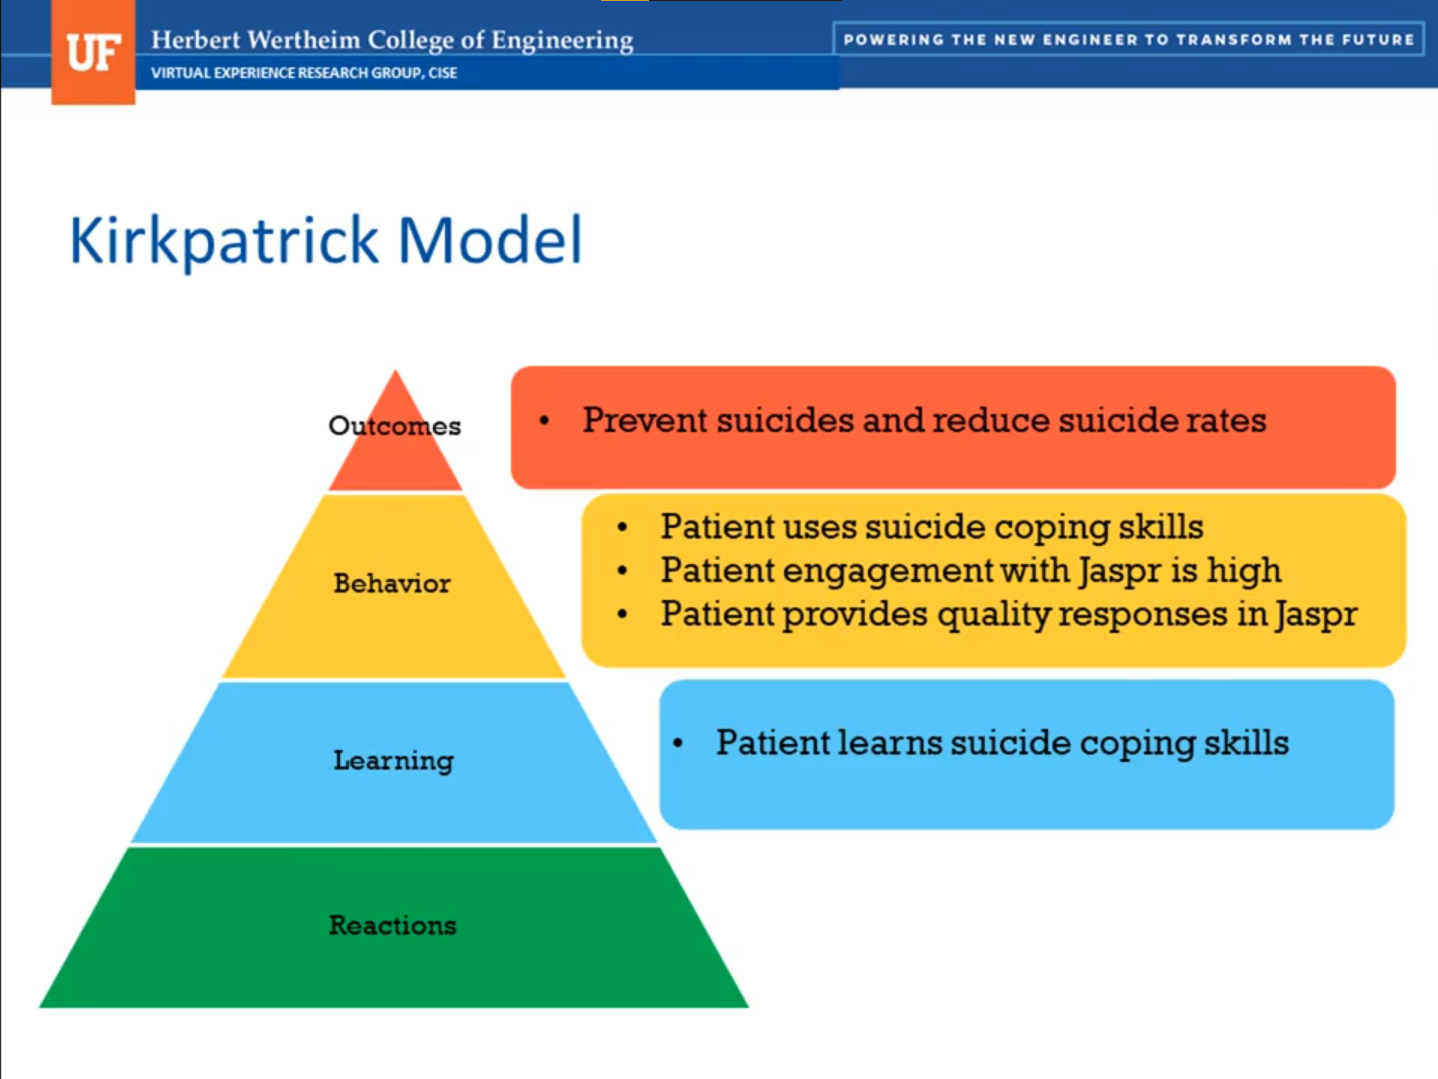 UF
Herbert Wertheim College of Engineering
POWERING THE NEW ENGINEER TO TRANSFORM THE FUTURE
VIRTUAL EXPERIENCE RESEARCH GROUP, CISE
Kirkpatrick Model
Outcomes
• Prevent suicides and reduce suicide rates
Behavior
• Patient uses suicide coping skills
• Patient engagement with Jaspr is high
• Patient provides quality responses in Jaspr
Learning
• Patient learns suicide coping skills
Reactions